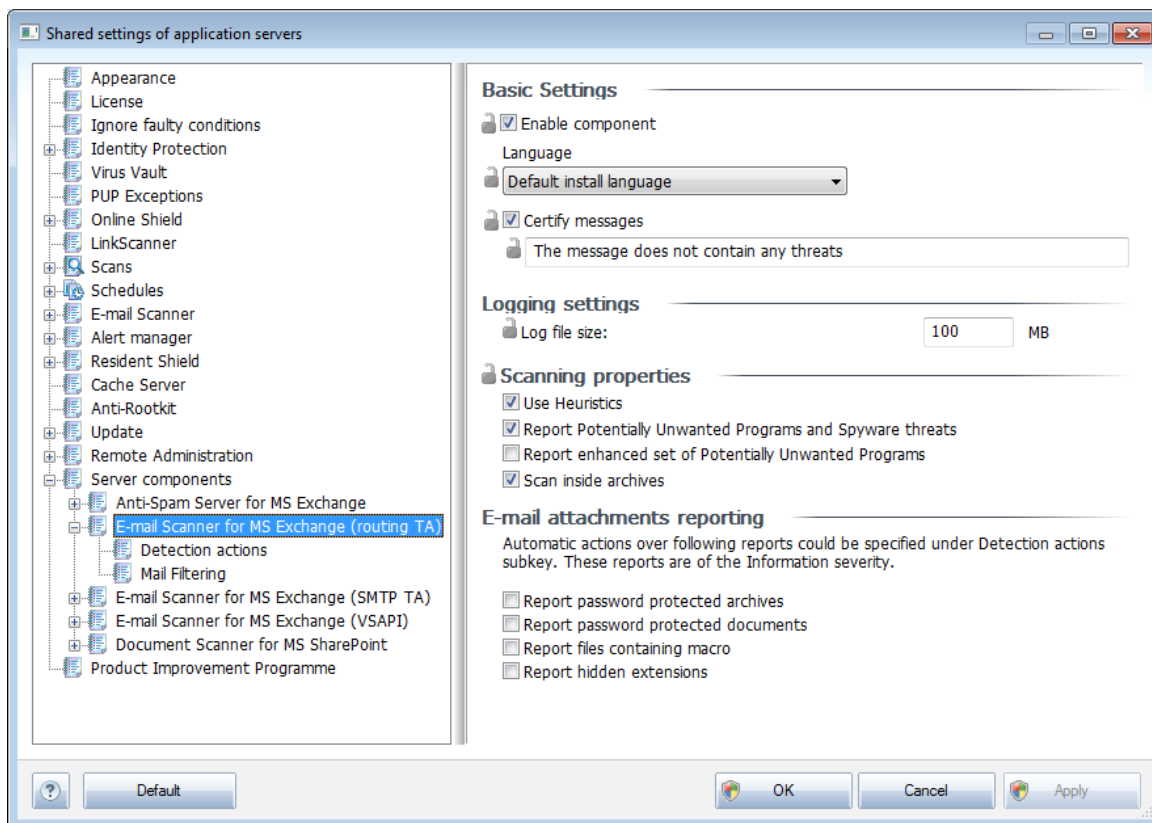 Shared settings of application servers
Appearance
License
Ignore faulty conditions
Identity Protection
Virus Vault
PUP Exceptions
Online Shield
LinkScanner
Scans
Schedules
E-mail Scanner
Alert manager
Resident Shield
Cache Server
Anti-Rootkit
Update
Remote Administration
Server components
Anti-Spam Server for MS Exchange
E-mail Scanner for MS Exchange (routing TA)
Detection actions
Mail Filtering
E-mail Scanner for MS Exchange (SMTP TA)
E-mail Scanner for MS Exchange (VSAPI)
Document Scanner for MS SharePoint
Product Improvement Programme
Basic Settings
Enable component
Language
Default install language
Certify messages
The message does not contain any threats
Logging settings
Log file size: 100 MB
Scanning properties
Use Heuristics
Report Potentially Unwanted Programs and Spyware threats
Report enhanced set of Potentially Unwanted Programs
Scan inside archives
E-mail attachments reporting
Automatic actions over following reports could be specified under Detection actions
subkey. These reports are of the Information severity.
Report password protected archives
Report password protected documents
Report files containing macro
Report hidden extensions
? Default OK Cancel Apply